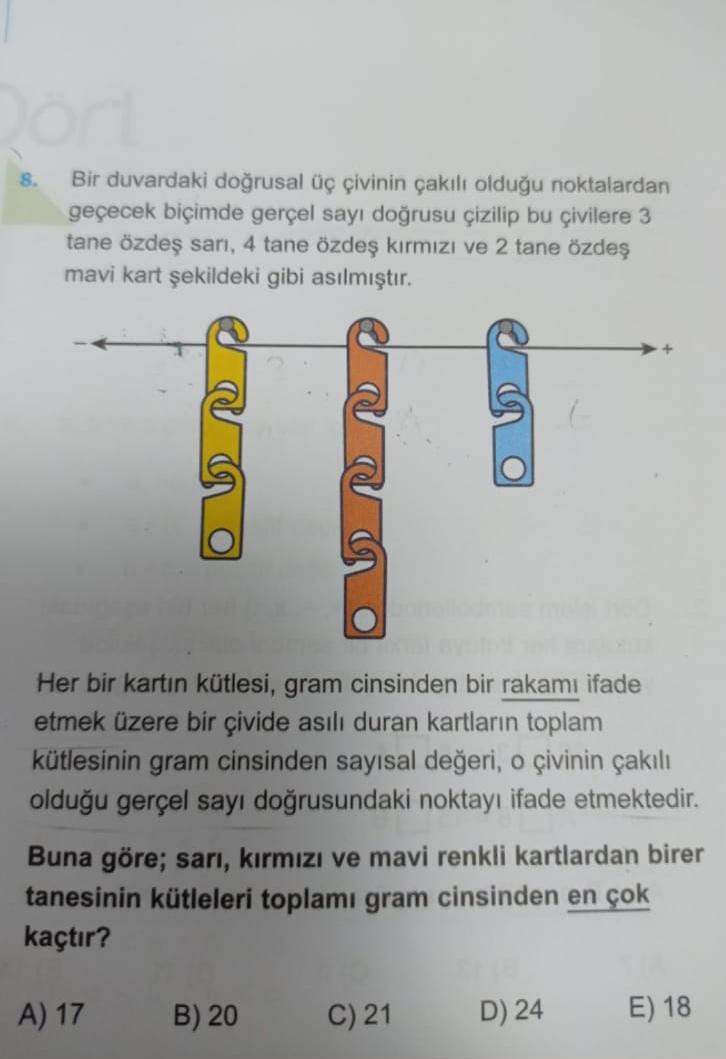 Dört
8. Bir duvardaki doğrusal üç çivinin çakılı olduğu noktalardan
geçecek biçimde gerçel sayı doğrusu çizilip bu çivilere 3
tane özdeş sarı, 4 tane özdeş kırmızı ve 2 tane özdeş
mavi kart şekildeki gibi asılmıştır.
− +
Her bir kartın kütlesi, gram cinsinden bir rakamı ifade
etmek üzere bir çivide asılı duran kartların toplam
kütlesinin gram cinsinden sayısal değeri, o çivinin çakılı
olduğu gerçel sayı doğrusundaki noktayı ifade etmektedir.
Buna göre; sarı, kırmızı ve mavi renkli kartlardan birer
tanesinin kütleleri toplamı gram cinsinden en çok
kaçtır?
A) 17 B) 20 C) 21 D) 24 E) 18